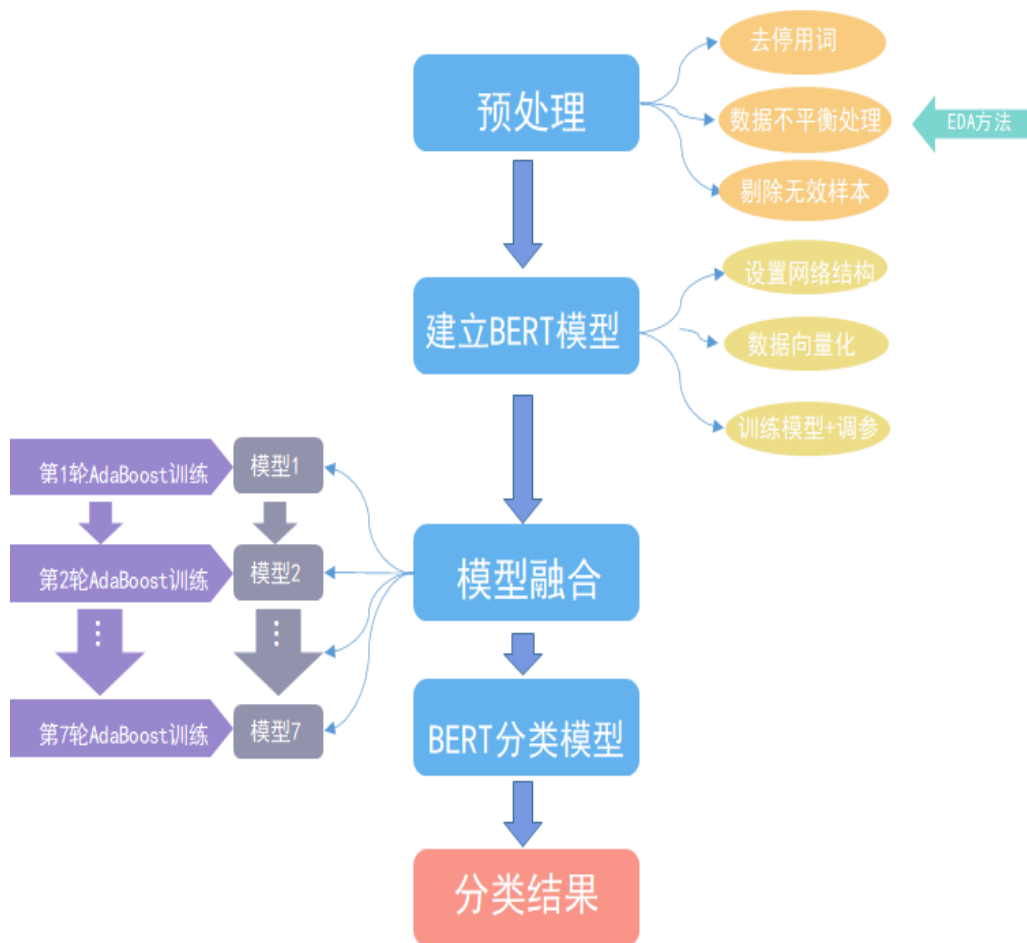 预处理
去停用词
数据不平衡处理
EDA方法
剔除无效样本
建立BERT模型
设置网络结构
数据向量化
训练模型+调参
模型融合
第1轮AdaBoost训练
模型1
第2轮AdaBoost训练
模型2
⋮
⋮
第7轮AdaBoost训练
模型7
BERT分类模型
分类结果